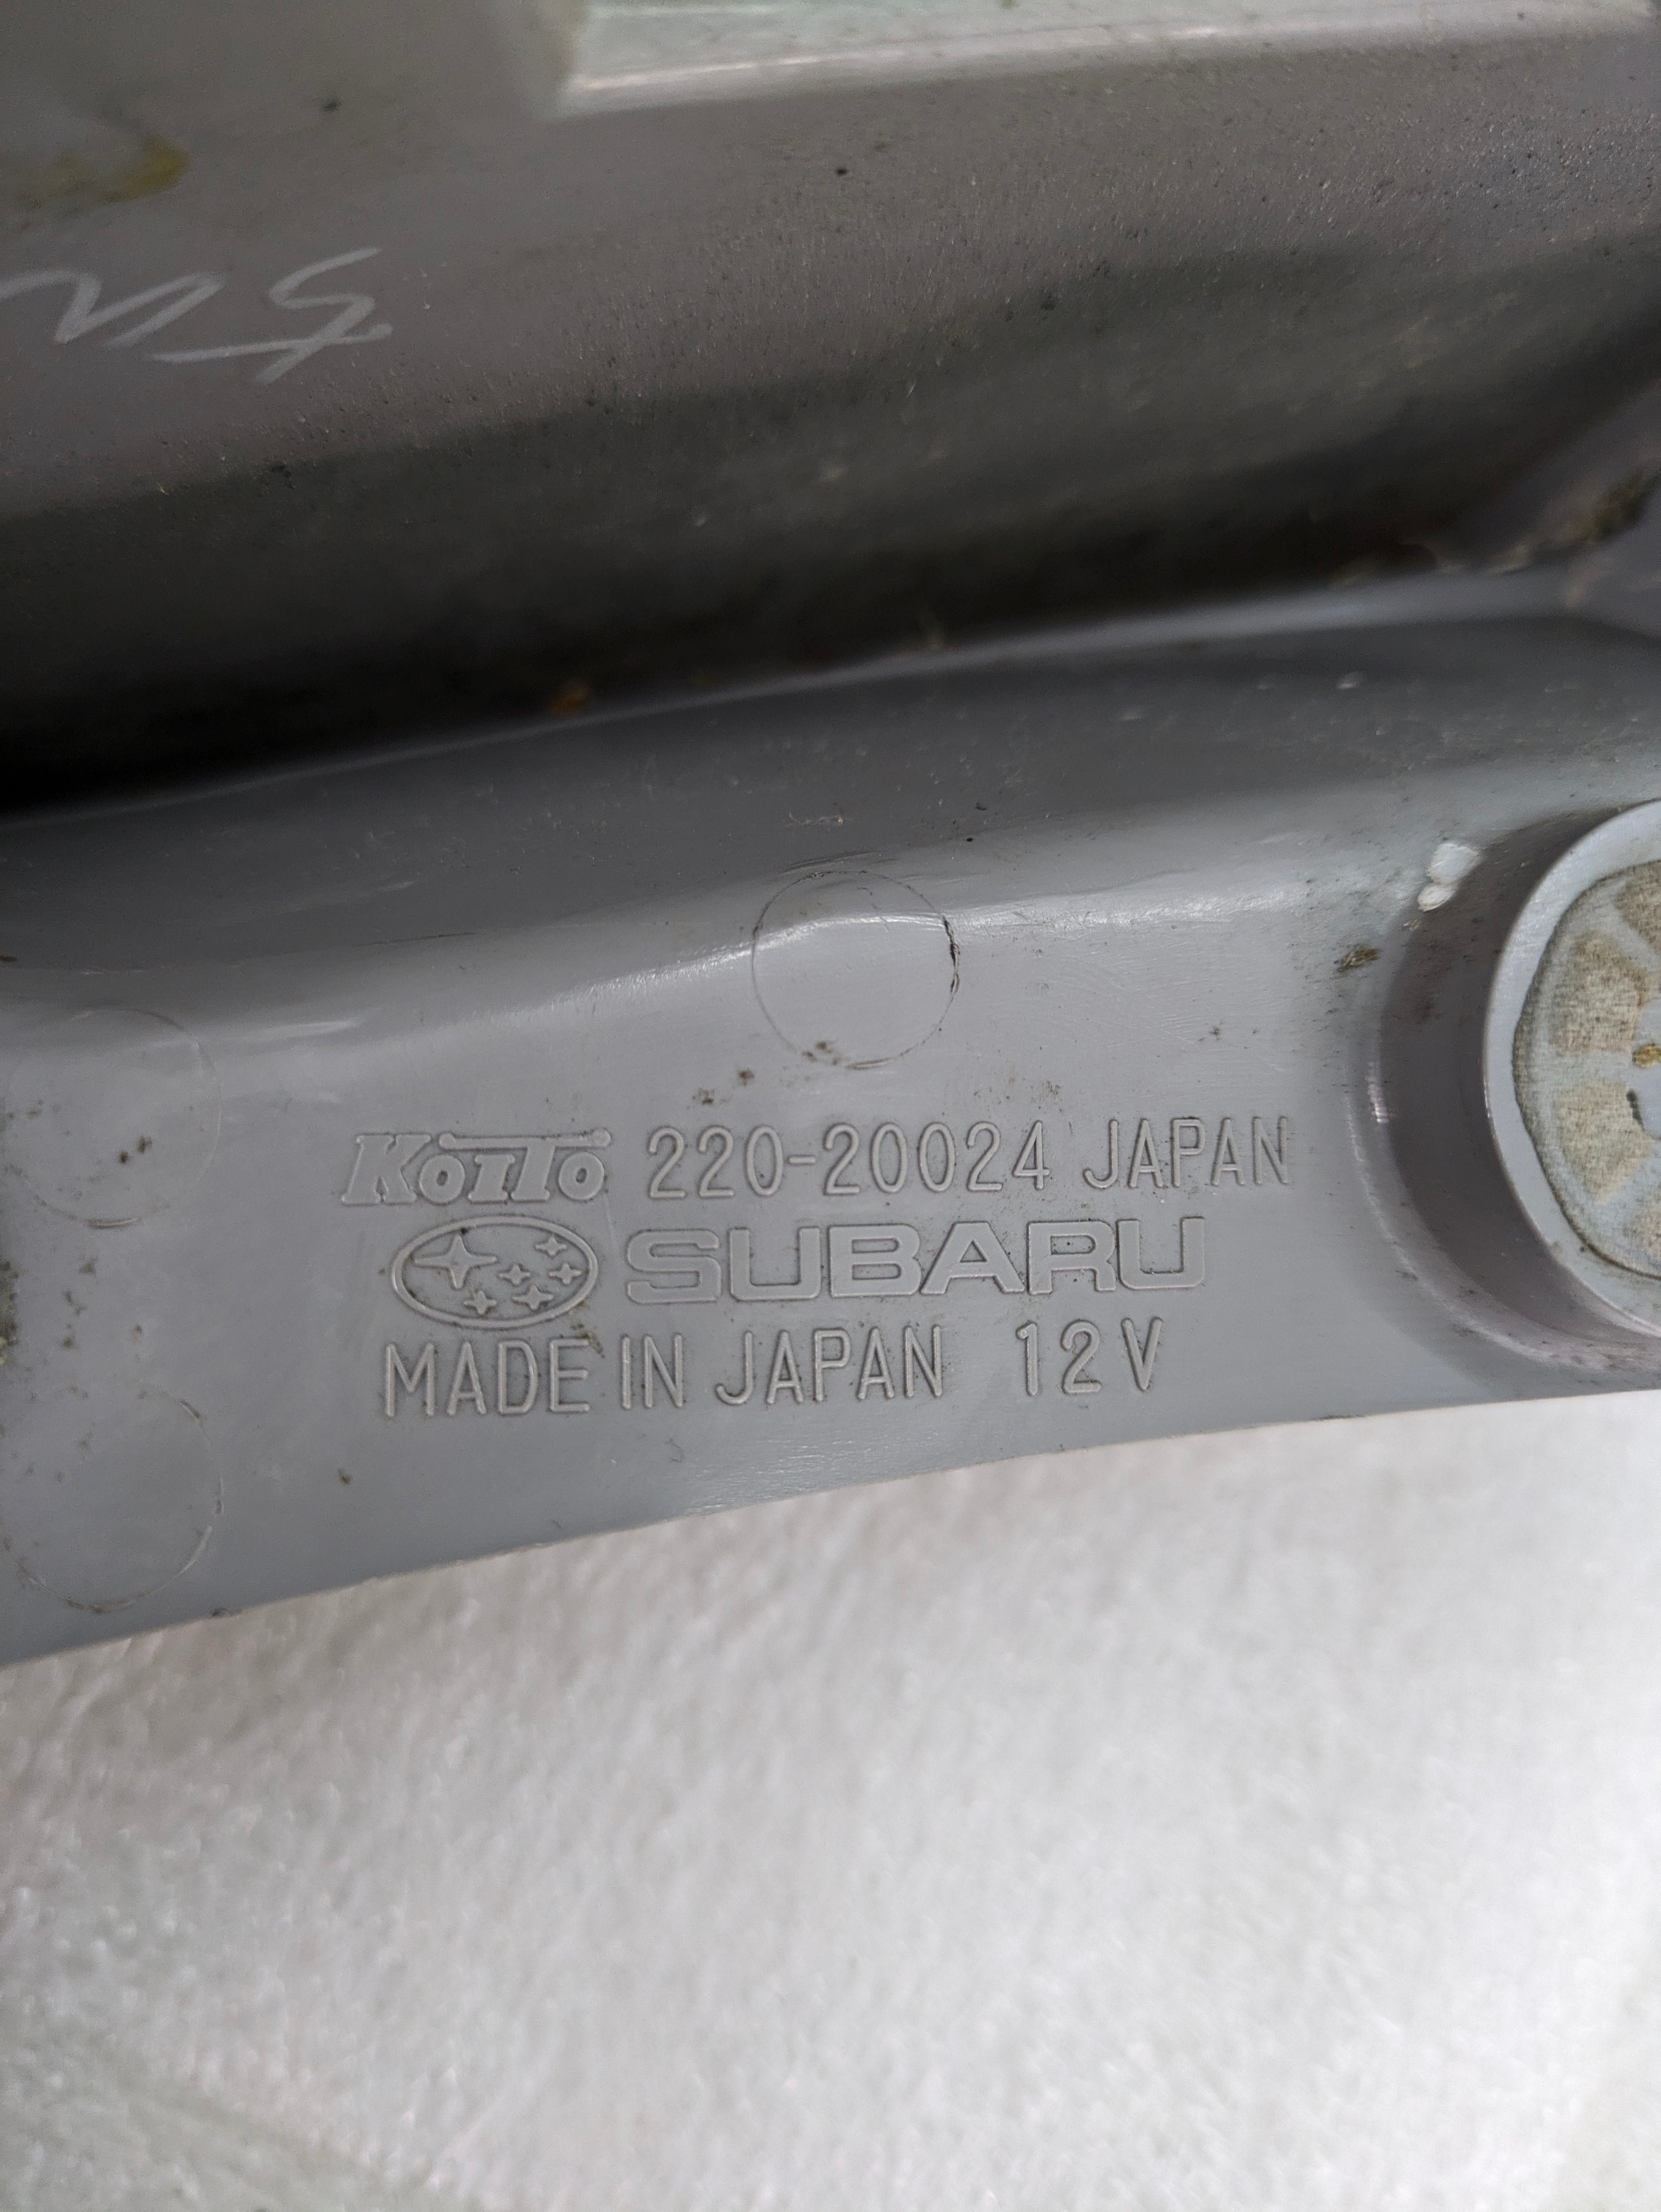 KOITO 220-20024 JAPAN
SUBARU
MADE IN JAPAN 12V